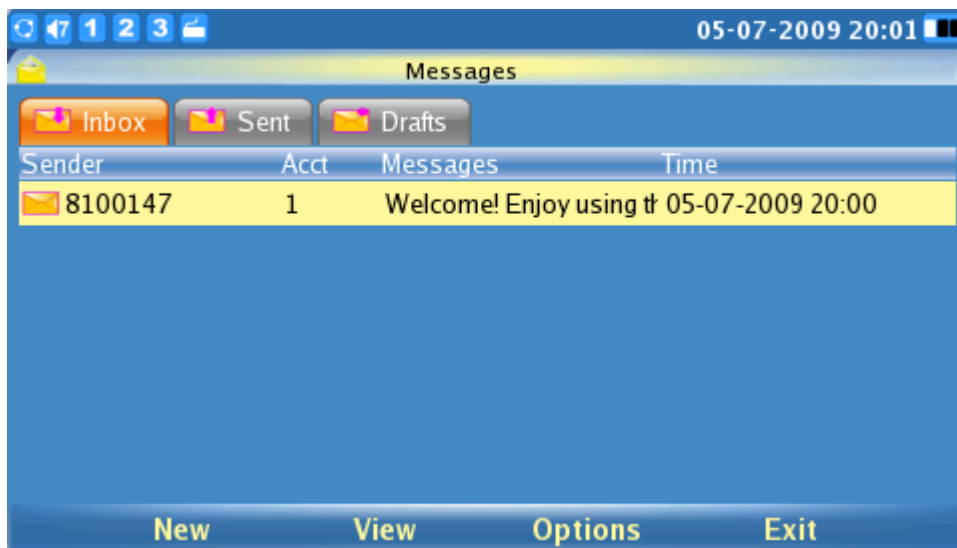 7 1 2 3 05-07-2009 20:01
Messages
Inbox Sent Drafts
Sender Acct Messages Time
8100147 1 Welcome! Enjoy using 05-07-2009 20:00
New View Options Exit